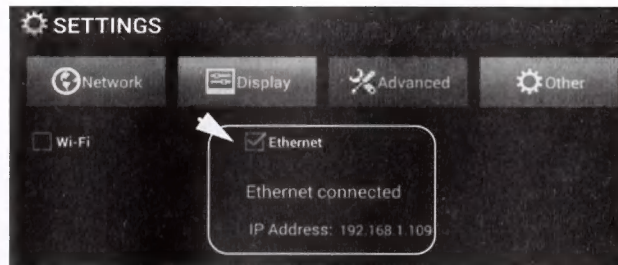 SETTINGS
Network Display Advanced Other
Wi-Fi Ethernet
Ethernet connected
IP Address: 192.168.1.109